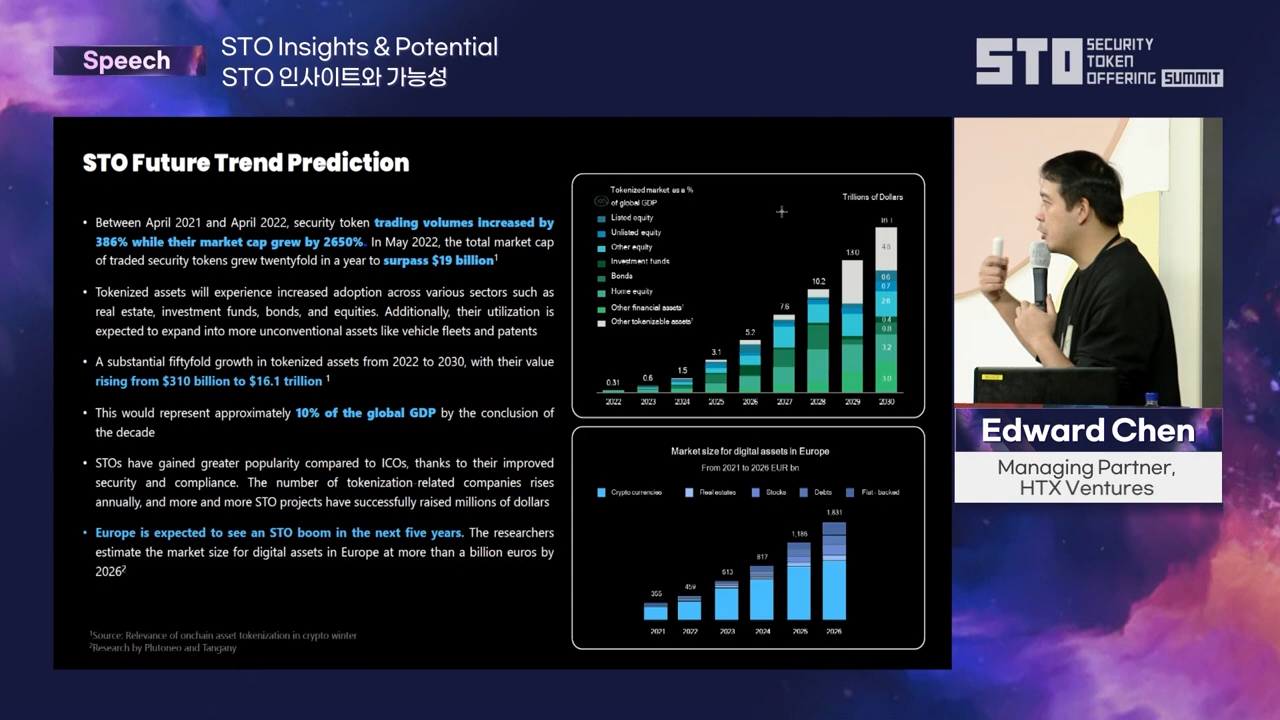 Speech
STO Insights & Potential
STO 인사이트와 가능성
STO SECURITY
TOKEN
OFFERING SUMMIT
STO Future Trend Prediction
• Between April 2021 and April 2022, security token trading volumes increased by
386% while their market cap grew by 2650%. In May 2022, the total market cap
of traded security tokens grew twentyfold in a year to surpass $19 billion¹
• Tokenized assets will experience increased adoption across various sectors such as
real estate, investment funds, bonds, and equities. Additionally, their utilization is
expected to expand into more unconventional assets like vehicle fleets and patents
• A substantial fiftyfold growth in tokenized assets from 2022 to 2030, with their value
rising from $310 billion to $16.1 trillion ¹
• This would represent approximately 10% of the global GDP by the conclusion of
the decade
• STOs have gained greater popularity compared to ICOs, thanks to their improved
security and compliance. The number of tokenization-related companies rises
annually, and more and more STO projects have successfully raised millions of dollars
• Europe is expected to see an STO boom in the next five years. The researchers
estimate the market size for digital assets in Europe at more than a billion euros by
2026²
¹Source: Relevance of onchain asset tokenization in crypto winter
²Research by Plutoneo and Tangany
Tokenized market as a %
of global GDP
Trillions of Dollars
Listed equity
Unlisted equity
Other equity
Investment funds
Bonds
Home equity
Other financial assets¹
Other tokenizable assets
0.31 0.6 1.5 3.1 5.2 7.6 10.2 13.0 16.1
0.6
0.7
2.6
0.4
0.8
3.2
3.0
2022 2023 2024 2025 2026 2027 2028 2029 2030
Market size for digital assets in Europe
From 2021 to 2026 EUR bn
Crypto currencies Real estates Stocks Debts Fiat-backed
355 459 613 817 1,186 1,831
2021 2022 2023 2024 2025 2026
Edward Chen
Managing Partner,
HTX Ventures